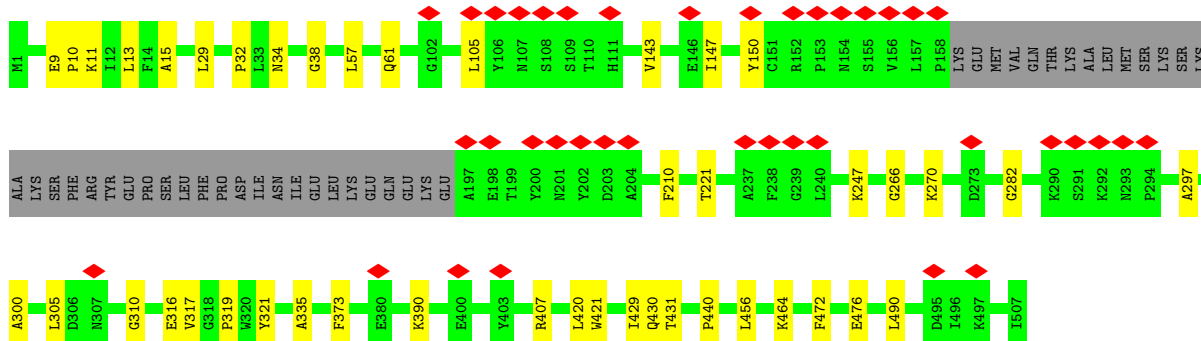 M1 E9 P10 K11 I12 L13 F14 A15 L29 P32 L33 N34 G38 L57 Q61 G102 L105 Y106 N107 S108 S109 T110 H111 V143 E146 I147 Y150 C151 R152 P153 N154 S155 V156 L157 P158 LYS GLU MET VAL GLN THR LYS ALA LEU MET SER LYS SER LYS
ALA LYS SER PHE ARG TYR GLU PRO SER LEU PHE PRO ASP ILE ASN ILE GLU LEU LYS GLU GLN GLU LYS GLU A197 E198 T199 Y200 N201 Y202 D203 A204 F210 T221 A237 F238 G239 L240 K247 G266 K270 D273 G282 K290 S291 K292 N293 P294 A297
A300 L305 D306 N307 G310 E316 V317 G318 P319 W320 Y321 A335 F373 E380 K390 E400 Y403 R407 L420 W421 I429 Q430 T431 P440 L456 K464 F472 E476 L490 D495 I496 K497 I507